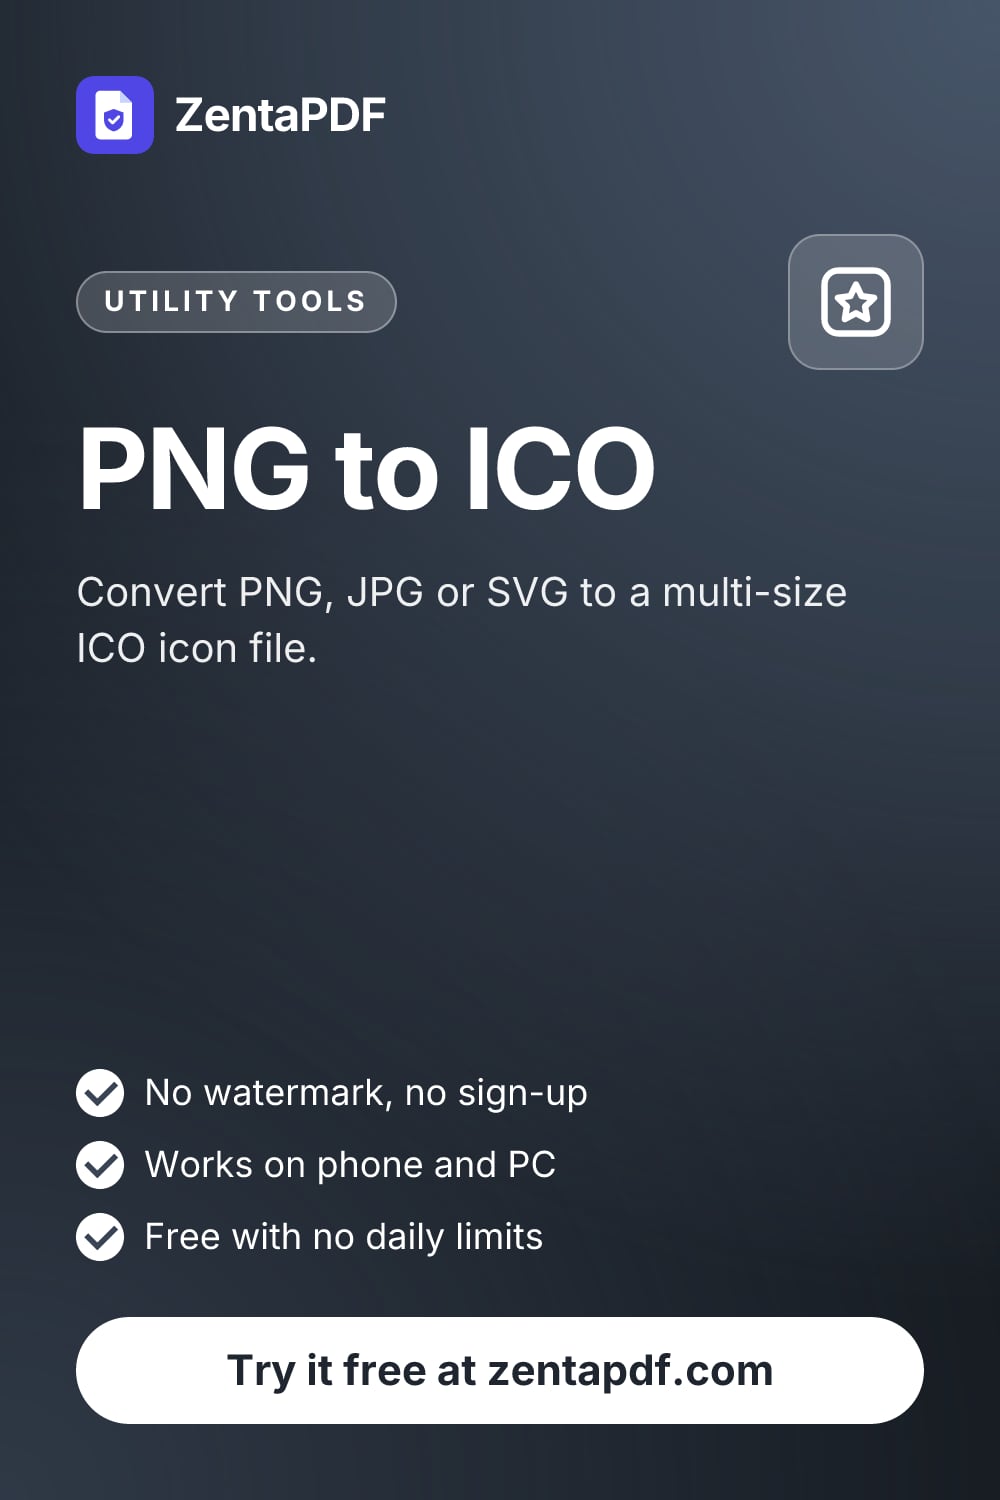 ZentaPDF
UTILITY TOOLS
PNG to ICO
Convert PNG, JPG or SVG to a multi-size
ICO icon file.
No watermark, no sign-up
Works on phone and PC
Free with no daily limits
Try it free at zentapdf.com